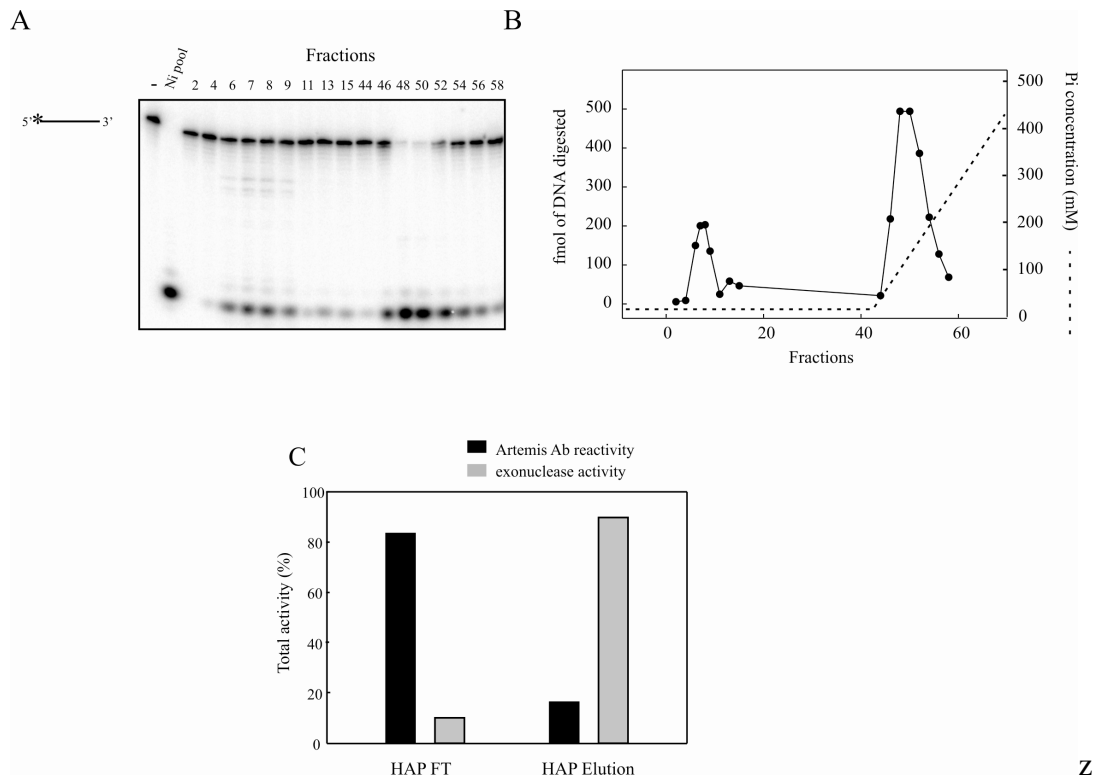 A
B
Fractions
- Ni pool 2 4 6 7 8 9 11 13 15 44 46 48 50 52 54 56 58
5' * 3'
fmol of DNA digested
500
400
300
200
100
0
0 20 40 60
Fractions
500
400
300
200
100
0
Pi concentration (mM)
C
Artemis Ab reactivity
exonuclease activity
Total activity (%)
100
80
60
40
20
0
HAP FT HAP Elution
z